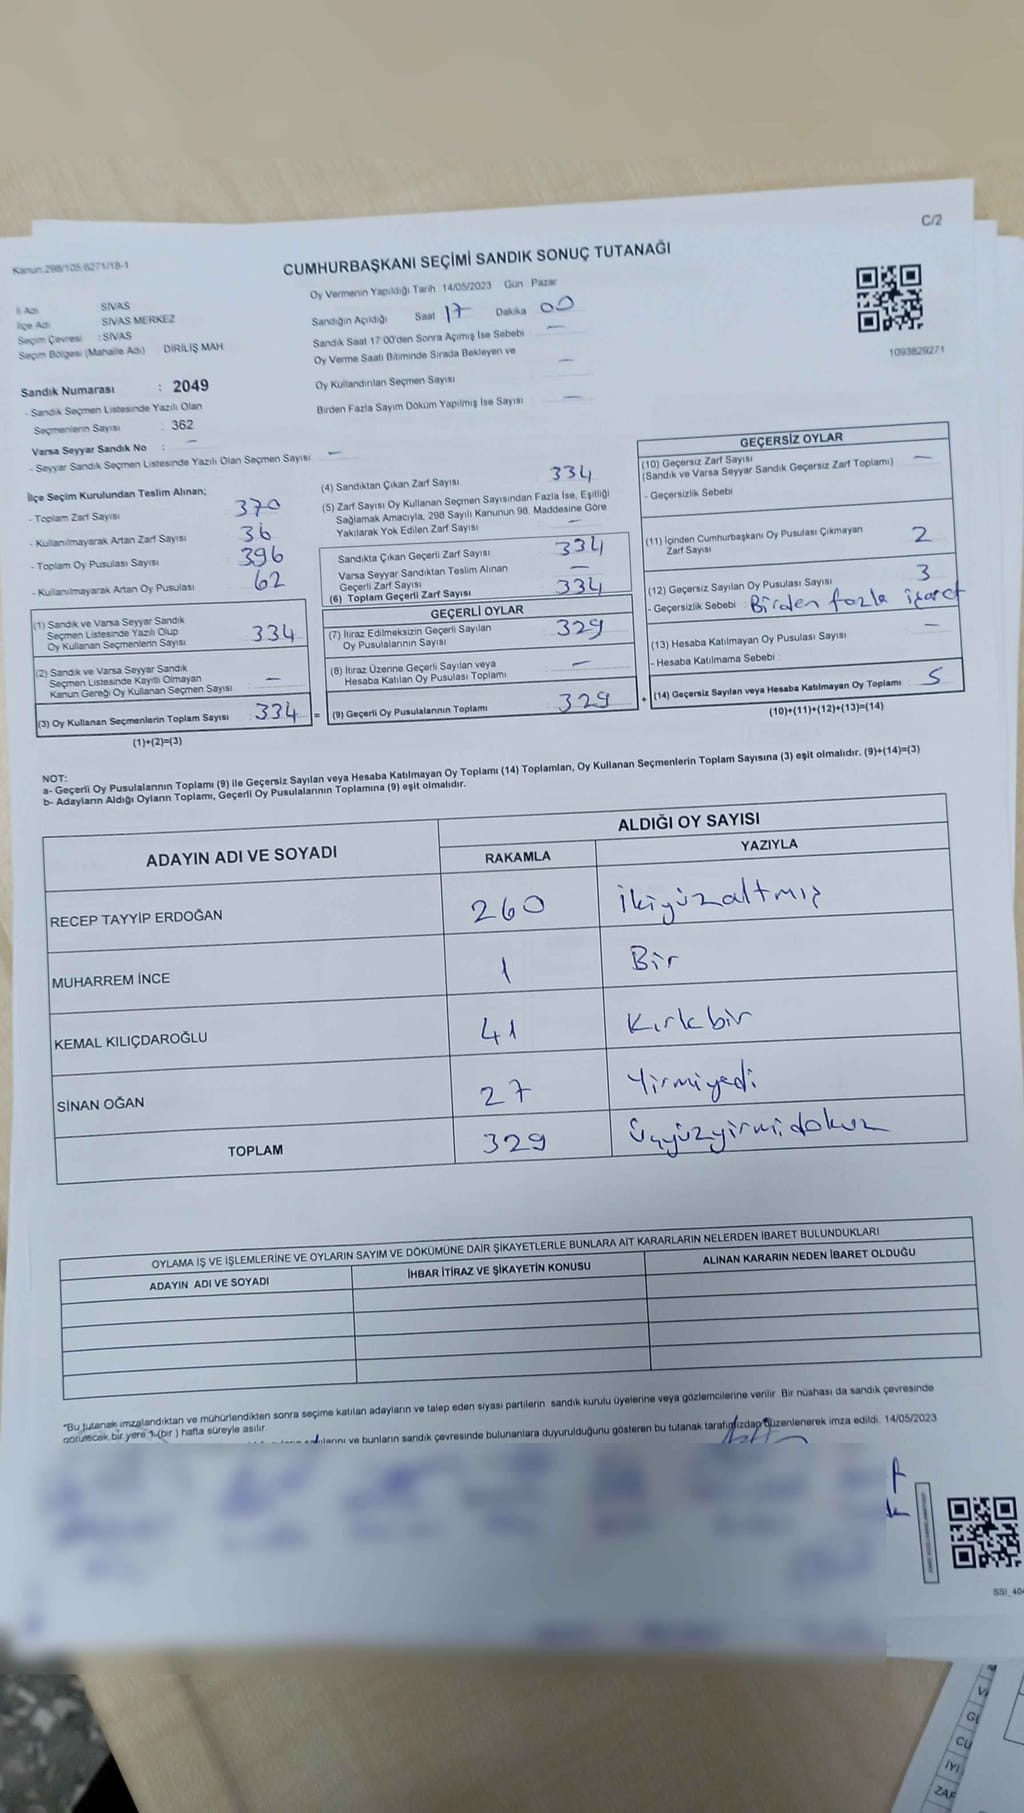 C/2
Kanun.298/105.6271/18-1
CUMHURBAŞKANI SEÇİMİ SANDIK SONUÇ TUTANAĞI
Oy Vermenin Yapıldığı Tarih 14/05/2023 Gün Pazar
İl Adı SİVAS
İlçe Adı SİVAS MERKEZ
Seçim Çevresi : SİVAS
Seçim Bölgesi (Mahalle Adı) DİRİLİŞ MAH
Sandık Numarası : 2049
- Sandık Seçmen Listesinde Yazılı Olan
Seçmenlerin Sayısı : 362
Varsa Seyyar Sandık No : —
- Seyyar Sandık Seçmen Listesinde Yazılı Olan Seçmen Sayısı —
Sandığın Açıldığı Saat 17 Dakika 00
Sandık Saat 17:00'den Sonra Açımış İse Sebebi —
Oy Verme Saati Bitiminde Sırada Bekleyen ve
Oy Kullandırılan Seçmen Sayısı —
Birden Fazla Sayım Döküm Yapılmış İse Sayısı —
1093829271
İlçe Seçim Kurulundan Teslim Alınan;
- Toplam Zarf Sayısı 370
- Kullanılmayarak Artan Zarf Sayısı 36
- Toplam Oy Pusulası Sayısı 396
- Kullanılmayarak Artan Oy Pusulası 62
(1) Sandık ve Varsa Seyyar Sandık
Seçmen Listesinde Yazılı Olup
Oy Kullanan Seçmenlerin Sayısı 334
(2) Sandık ve Varsa Seyyar Sandık
Seçmen Listesinde Kayıtlı Olmayan
Kanun Gereği Oy Kullanan Seçmen Sayısı —
(3) Oy Kullanan Seçmenlerin Toplam Sayısı 334 =
(1)+(2)=(3)
(4) Sandıktan Çıkan Zarf Sayısı 334
(5) Zarf Sayısı Oy Kullanan Seçmen Sayısından Fazla İse, Eşitliği
Sağlamak Amacıyla, 298 Sayılı Kanunun 98. Maddesine Göre
Yakılarak Yok Edilen Zarf Sayısı —
Sandıkta Çıkan Geçerli Zarf Sayısı 334
Varsa Seyyar Sandıktan Teslim Alınan
Geçerli Zarf Sayısı —
(6) Toplam Geçerli Zarf Sayısı 334
GEÇERLİ OYLAR
(7) İtiraz Edilmeksizin Geçerli Sayılan
Oy Pusulalarının Sayısı 329
(8) İtiraz Üzerine Geçerli Sayılan veya
Hesaba Katılan Oy Pusulası Toplamı —
(9) Geçerli Oy Pusulalarının Toplamı 329 +
GEÇERSİZ OYLAR
(10) Geçersiz Zarf Sayısı
(Sandık ve Varsa Seyyar Sandık Geçersiz Zarf Toplamı) —
- Geçersizlik Sebebi
(11) İçinden Cumhurbaşkanı Oy Pusulası Çıkmayan
Zarf Sayısı 2
(12) Geçersiz Sayılan Oy Pusulası Sayısı 3
- Geçersizlik Sebebi : Birden fazla işaret
(13) Hesaba Katılmayan Oy Pusulası Sayısı —
- Hesaba Katılmama Sebebi :
(14) Geçersiz Sayılan veya Hesaba Katılmayan Oy Toplamı 5
(10)+(11)+(12)+(13)=(14)
NOT:
a- Geçerli Oy Pusulalarının Toplamı (9) ile Geçersiz Sayılan veya Hesaba Katılmayan Oy Toplamı (14) Toplamları, Oy Kullanan Seçmenlerin Toplam Sayısına (3) eşit olmalıdır. (9)+(14)=(3)
b- Adayların Aldığı Oyların Toplamı, Geçerli Oy Pusulalarının Toplamına (9) eşit olmalıdır.
ADAYIN ADI VE SOYADI ALDIĞI OY SAYISI
RAKAMLA YAZIYLA
RECEP TAYYİP ERDOĞAN 260 İkiyüzaltmış
MUHARREM İNCE 1 Bir
KEMAL KILIÇDAROĞLU 41 Kırkbir
SİNAN OĞAN 27 Yirmiyedi
TOPLAM 329 Üçyüzyirmidokuz
OYLAMA İŞ VE İŞLEMLERİNE VE OYLARIN SAYIM VE DÖKÜMÜNE DAİR ŞİKAYETLERLE BUNLARA AİT KARARLARIN NELERDEN İBARET BULUNDUKLARI
ADAYIN ADI VE SOYADI İHBAR İTİRAZ VE ŞİKAYETİN KONUSU ALINAN KARARIN NEDEN İBARET OLDUĞU
*Bu tutanak imzalandıktan ve mühürlendikten sonra seçime katılan adayların ve talep eden siyasi partilerin sandık kurulu üyelerine veya gözlemcilerine verilir. Bir nüshası da sandık çevresinde
görülecek bir yere 1 (bir ) hafta süreyle asılır.
ve bunların sandık çevresinde bulunanlara duyurulduğunu gösteren bu tutanak tarafımızdan düzenlenerek imza edildi. 14/05/2023
SSI_40
V
CU
İYİ
ZAR